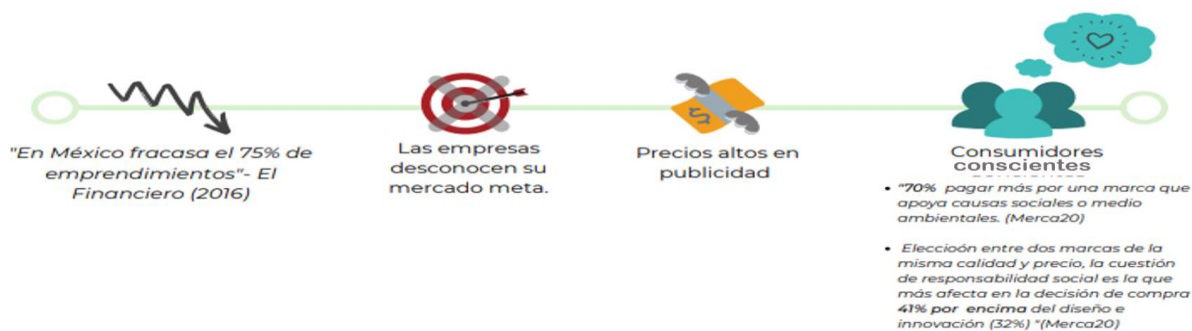 "En México fracasa el 75% de
emprendimientos"- El
Financiero (2016)
Las empresas
desconocen su
mercado meta.
Precios altos en
publicidad
$
Consumidores
conscientes
• "70% pagar más por una marca que
apoya causas sociales o medio
ambientales. (Merca20)
• Eleccioón entre dos marcas de la
misma calidad y precio, la cuestión
de responsabilidad social es la que
más afecta en la decisión de compra
41% por encima del diseño e
innovación (32%) "(Merca20)